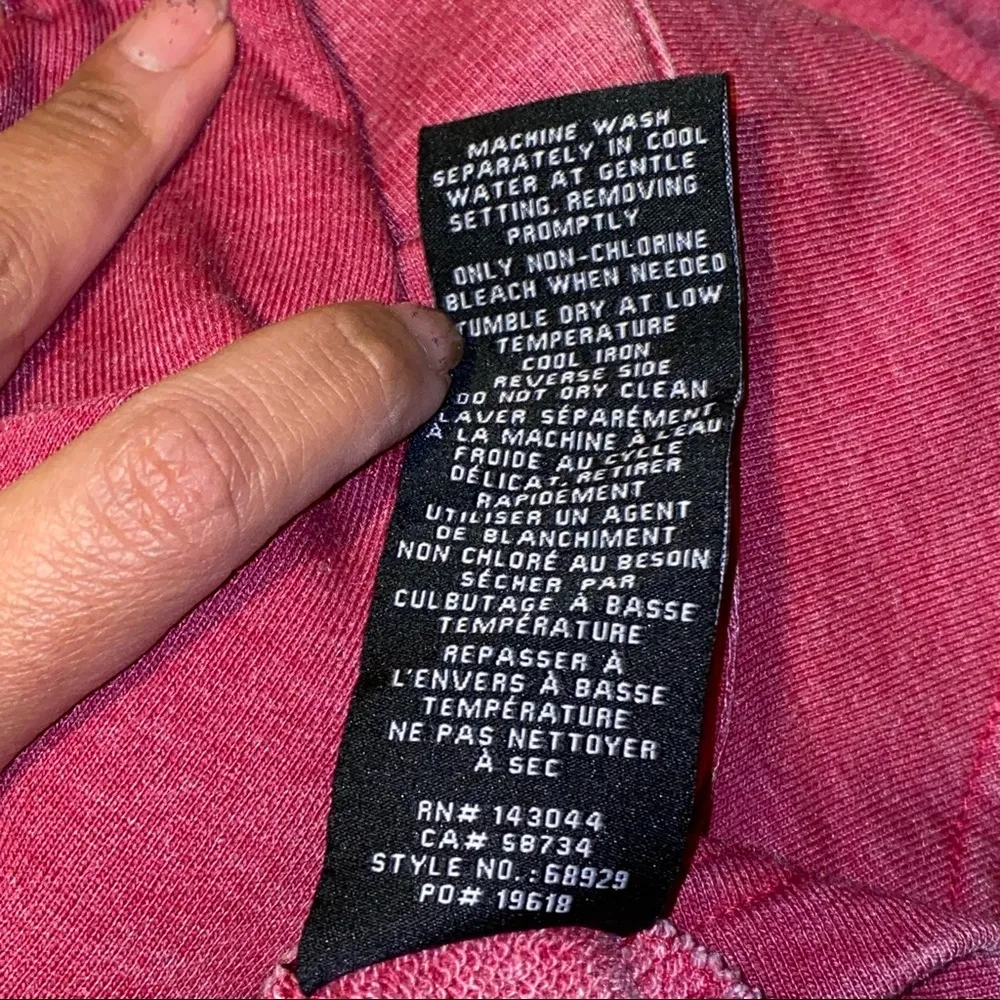 MACHINE WASH
SEPARATELY IN COOL
WATER AT GENTLE
SETTING, REMOVING
PROMPTLY
ONLY NON-CHLORINE
BLEACH WHEN NEEDED
TUMBLE DRY AT LOW
TEMPERATURE
COOL IRON
REVERSE SIDE
DO NOT DRY CLEAN
LAVER SÉPARÉMENT
À LA MACHINE À L'EAU
FROIDE AU CYCLE
DÉLICAT. RETIRER
RAPIDEMENT
UTILISER UN AGENT
DE BLANCHIMENT
NON CHLORÉ AU BESOIN
SÉCHER PAR
CULBUTAGE À BASSE
TEMPÉRATURE
REPASSER À
L'ENVERS À BASSE
TEMPÉRATURE
NE PAS NETTOYER
À SEC
RN# 143044
CA# 58734
STYLE NO.:68929
PO# 19618